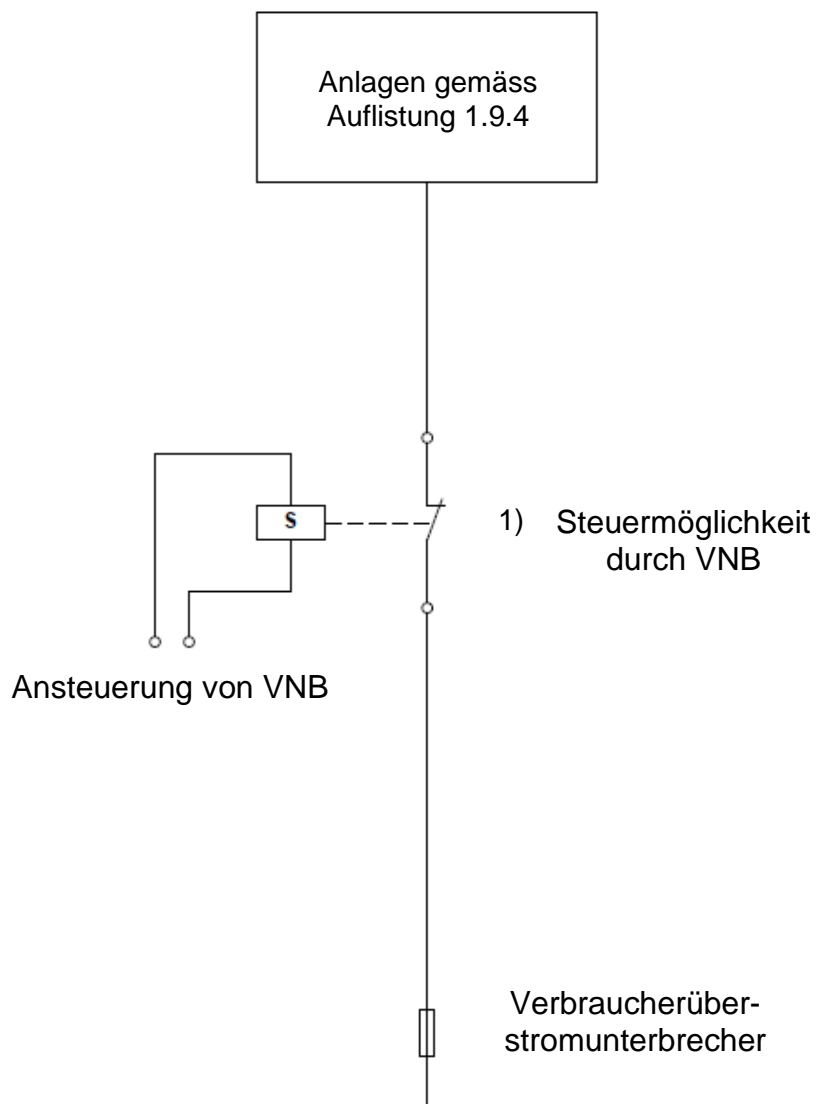 Anlagen gemäss
Auflistung 1.9.4
S
1) Steuermöglichkeit
durch VNB
Ansteuerung von VNB
Verbraucherüber-
stromunterbrecher